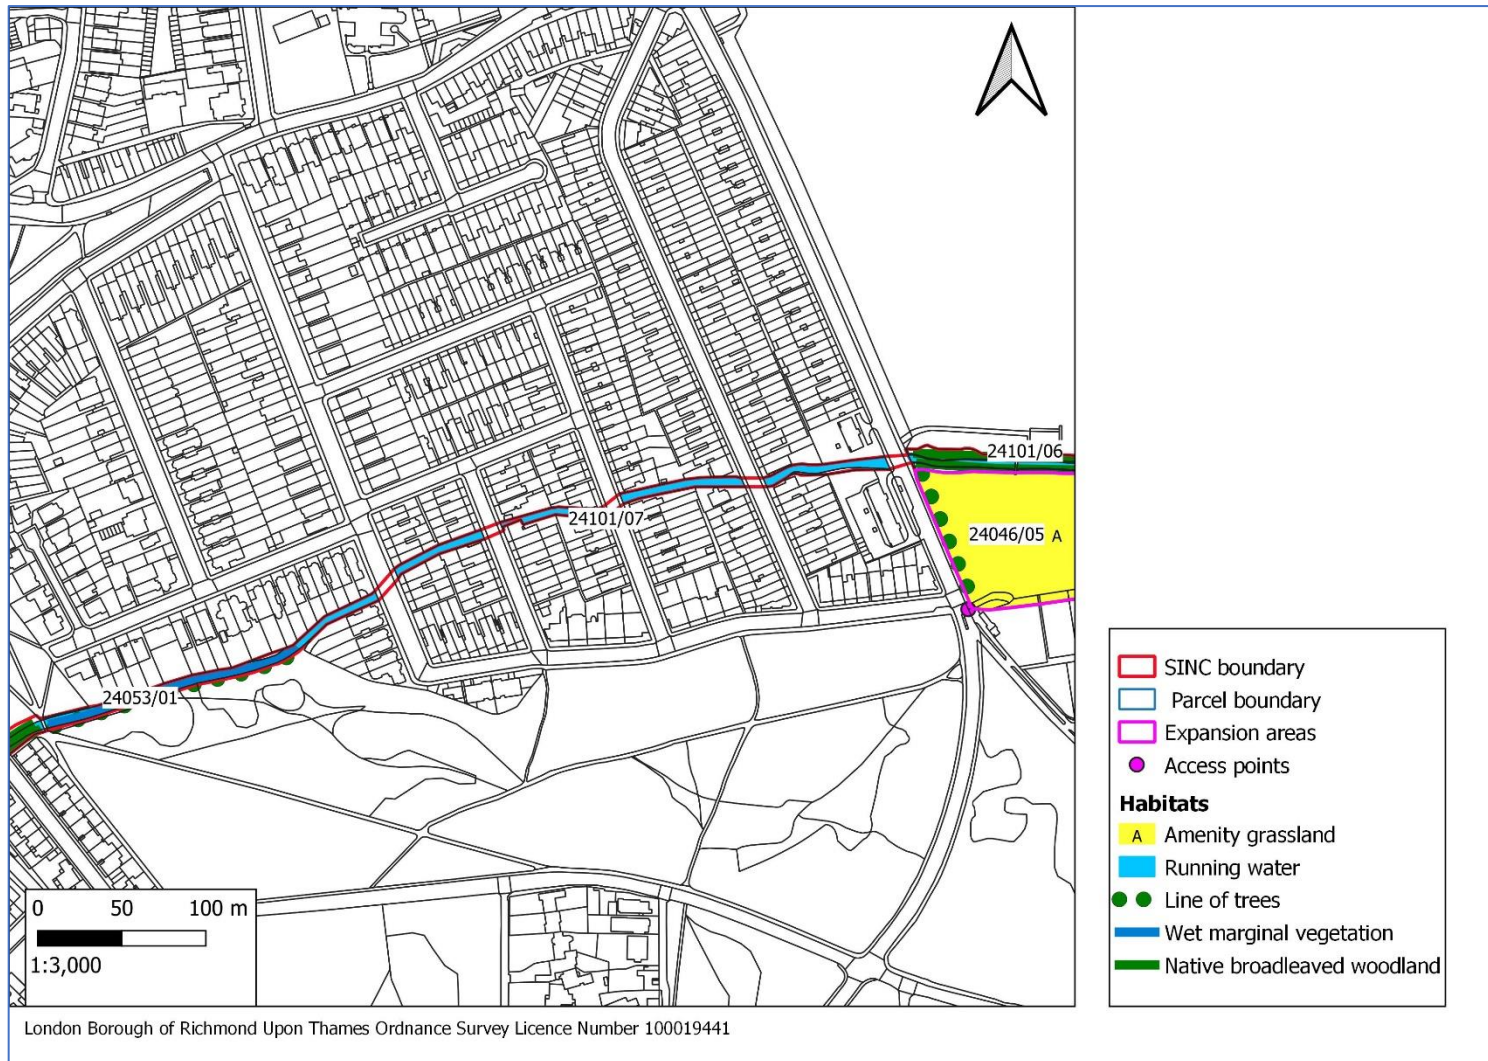 24101/06
24101/07
24046/05 A
24053/01
SINC boundary
Parcel boundary
Expansion areas
Access points
Habitats
A Amenity grassland
Running water
Line of trees
Wet marginal vegetation
Native broadleaved woodland
0 50 100 m
1:3,000
London Borough of Richmond Upon Thames Ordnance Survey Licence Number 100019441